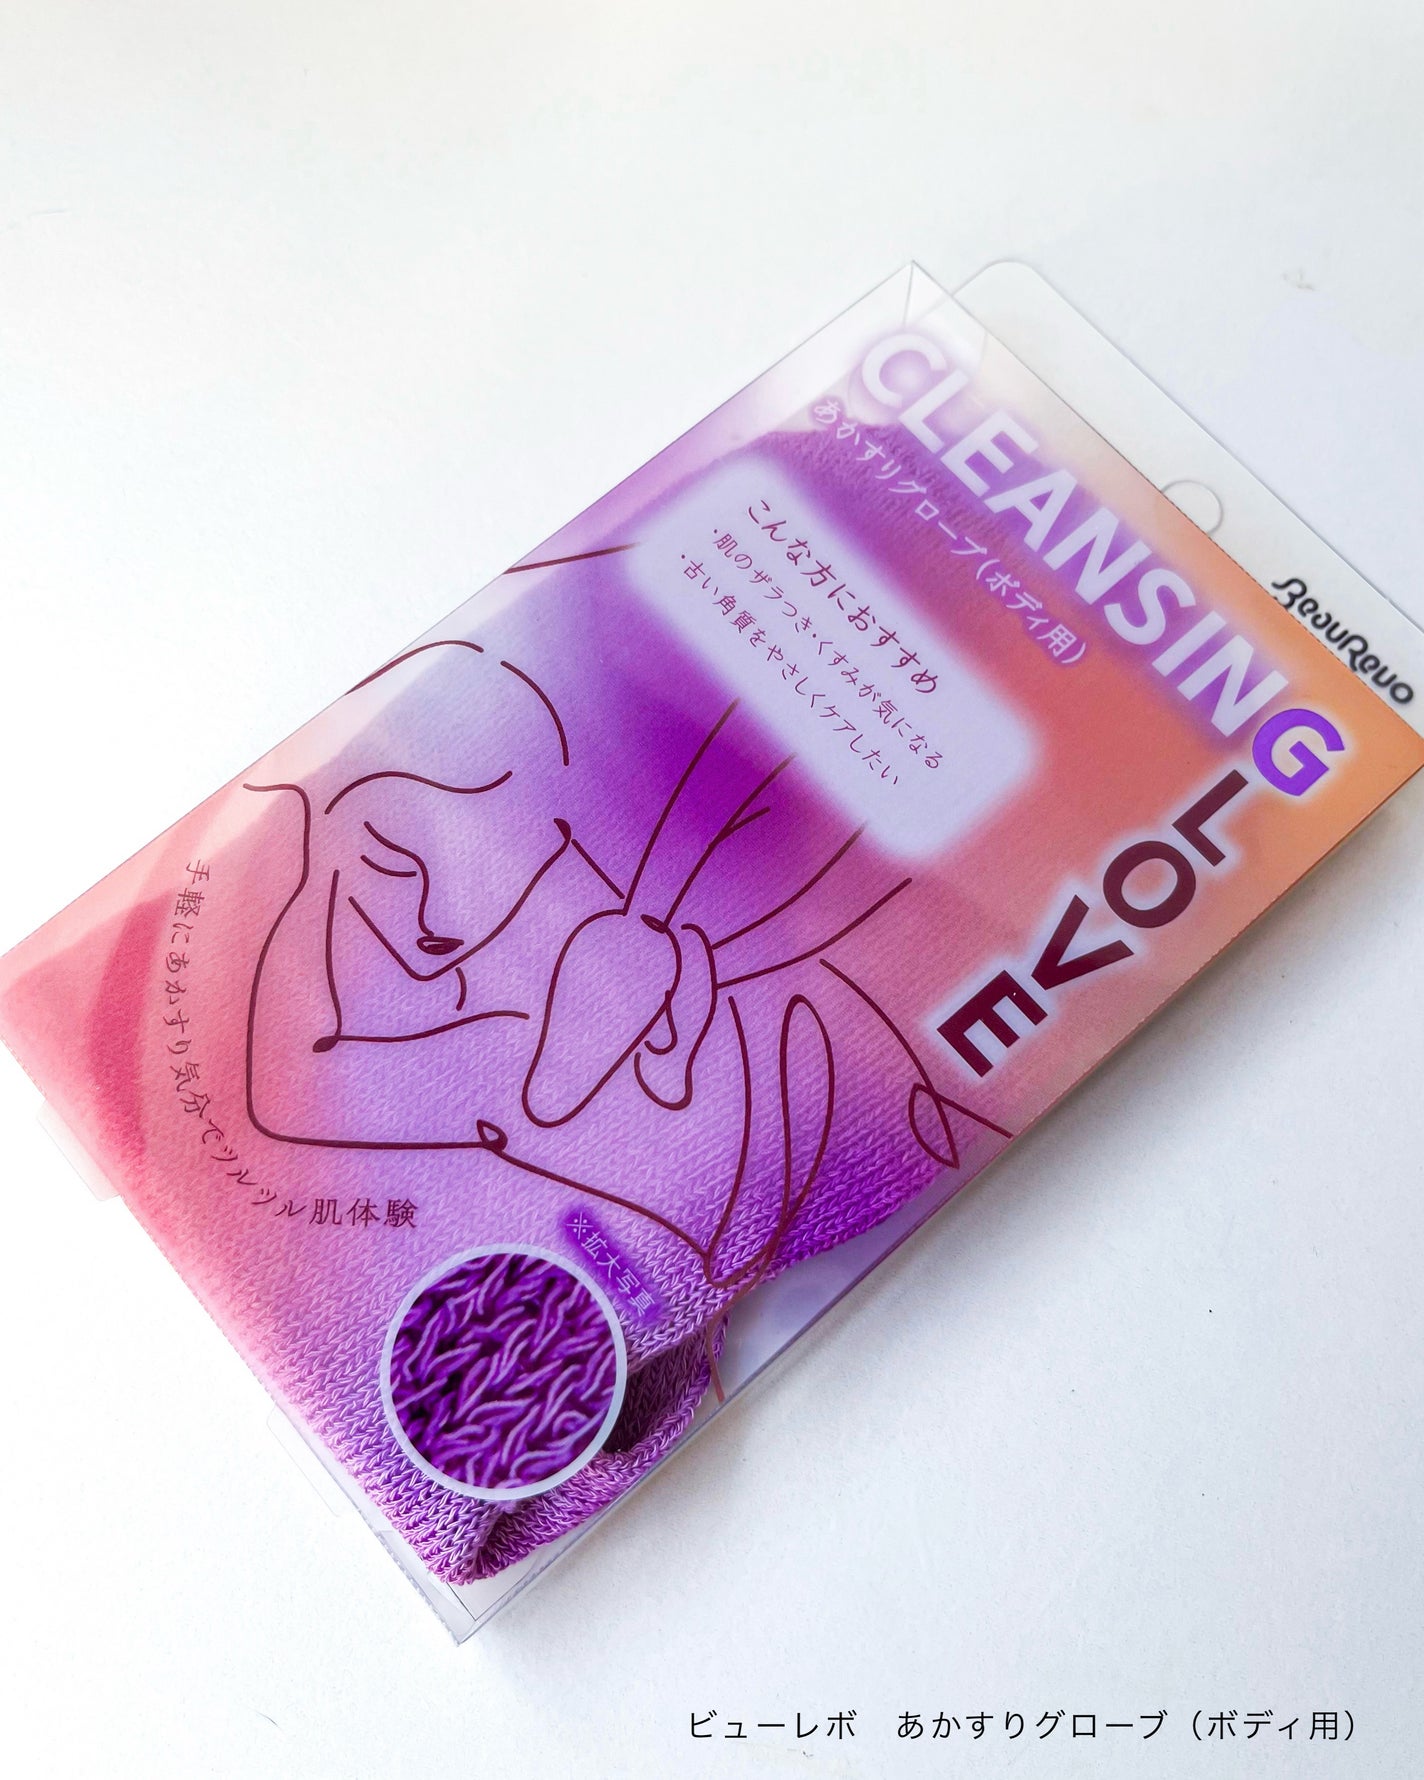 BeauRevo
CLEANSING
LOVE
あかすりグローブ(ボディ用)
こんな方におすすめ
・肌のザラつき・くすみが気になる
・古い角質をやさしくケアしたい
手軽にあかすり気分でツルツル肌体験
※拡大写真
ビューレボ　あかすりグローブ（ボディ用）